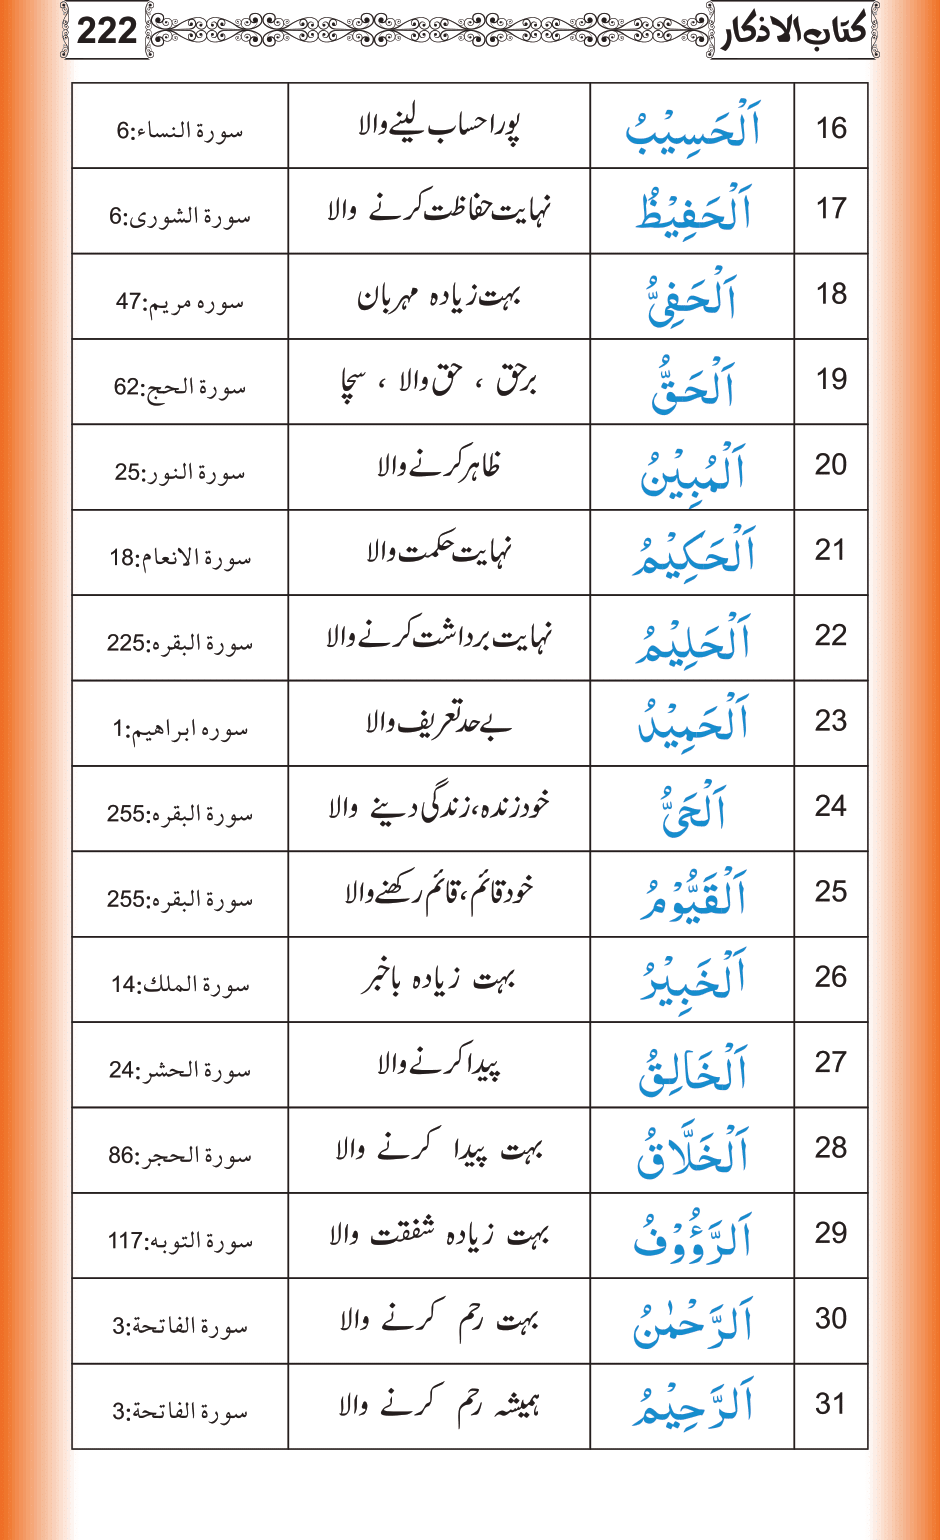 كتاب الاذكار 222
16 اَلْحَسِيْبُ پورا حساب لینے والا سورة النساء:6
17 اَلْحَفِيْظُ نہایت حفاظت کرنے والا سورة الشورى:6
18 اَلْحَفِيُّ بہت زیادہ مہربان سوره مريم:47
19 اَلْحَقُّ برحق ، حق والا ، سچا سورة الحج:62
20 اَلْمُبِيْنُ ظاہر کرنے والا سورة النور:25
21 اَلْحَكِيْمُ نہایت حکمت والا سورة الانعام:18
22 اَلْحَلِيْمُ نہایت برداشت کرنے والا سورة البقره:225
23 اَلْحَمِيْدُ بے حد تعریف والا سوره ابراهيم:1
24 اَلْحَيُّ خود زندہ، زندگی دینے والا سورة البقره:255
25 اَلْقَيُّوْمُ خود قائم، قائم رکھنے والا سورة البقره:255
26 اَلْخَبِيْرُ بہت زیادہ باخبر سورة الملك:14
27 اَلْخَالِقُ پیدا کرنے والا سورة الحشر:24
28 اَلْخَلَّاقُ بہت پیدا کرنے والا سورة الحجر:86
29 اَلرَّؤُوْفُ بہت زیادہ شفقت والا سورة التوبه:117
30 اَلرَّحْمٰنُ بہت رحم کرنے والا سورة الفاتحة:3
31 اَلرَّحِيْمُ ہمیشہ رحم کرنے والا سورة الفاتحة:3